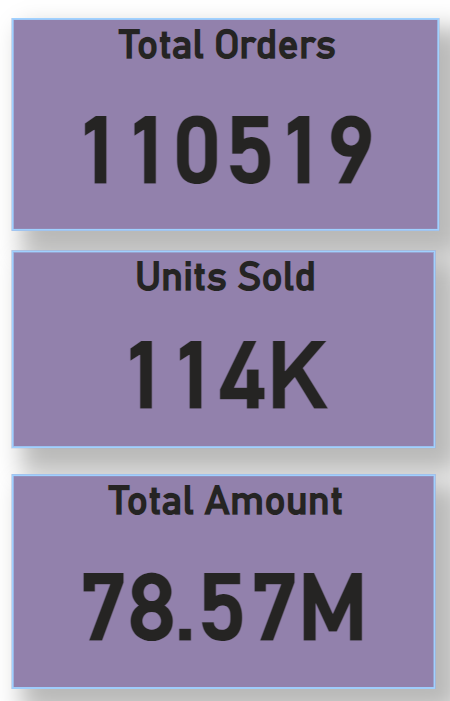 Total Orders
110519
Units Sold
114K
Total Amount
78.57M